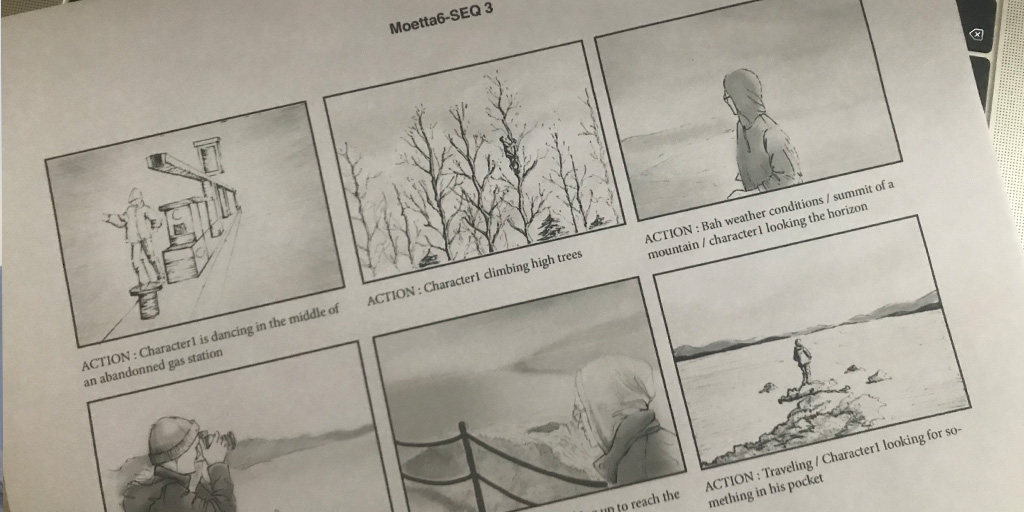 Moetta6-SEQ 3
ACTION : Character1 is dancing in the middle of
an abandonned gas station
ACTION : Character1 climbing high trees
ACTION : Bah weather conditions / summit of a
mountain / character1 looking the horizon
up to reach the
ACTION : Traveling / Character1 looking for so-
mething in his pocket